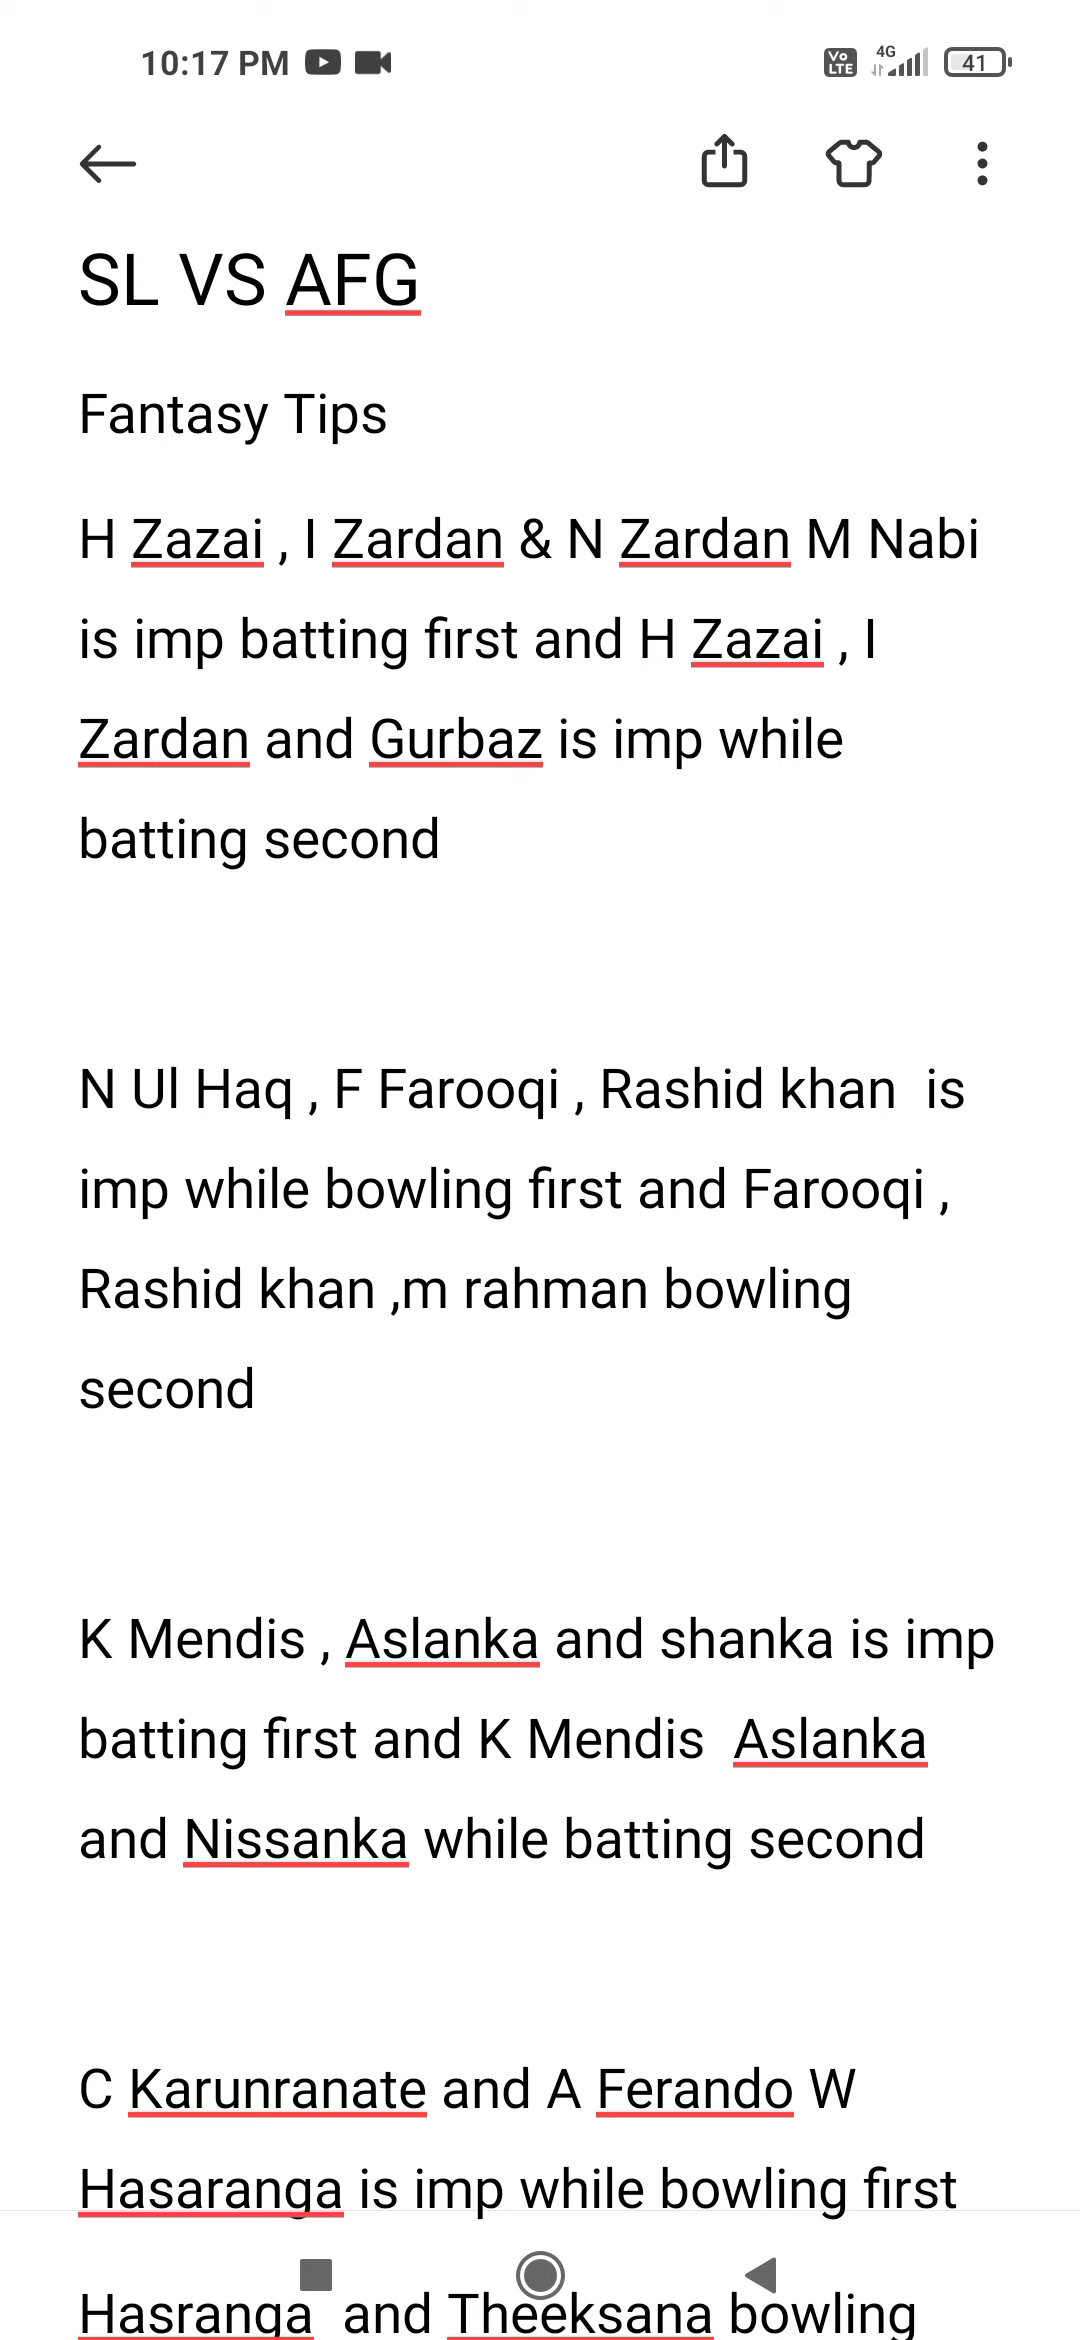 10:17 PM
Vo LTE 4G 41
SL VS AFG
Fantasy Tips
H Zazai , I Zardan & N Zardan M Nabi
is imp batting first and H Zazai , I
Zardan and Gurbaz is imp while
batting second
N Ul Haq , F Farooqi , Rashid khan  is
imp while bowling first and Farooqi ,
Rashid khan ,m rahman bowling
second
K Mendis , Aslanka and shanka is imp
batting first and K Mendis  Aslanka
and Nissanka while batting second
C Karunranate and A Ferando W
Hasaranga is imp while bowling first
Hasranga  and Theeksana bowling